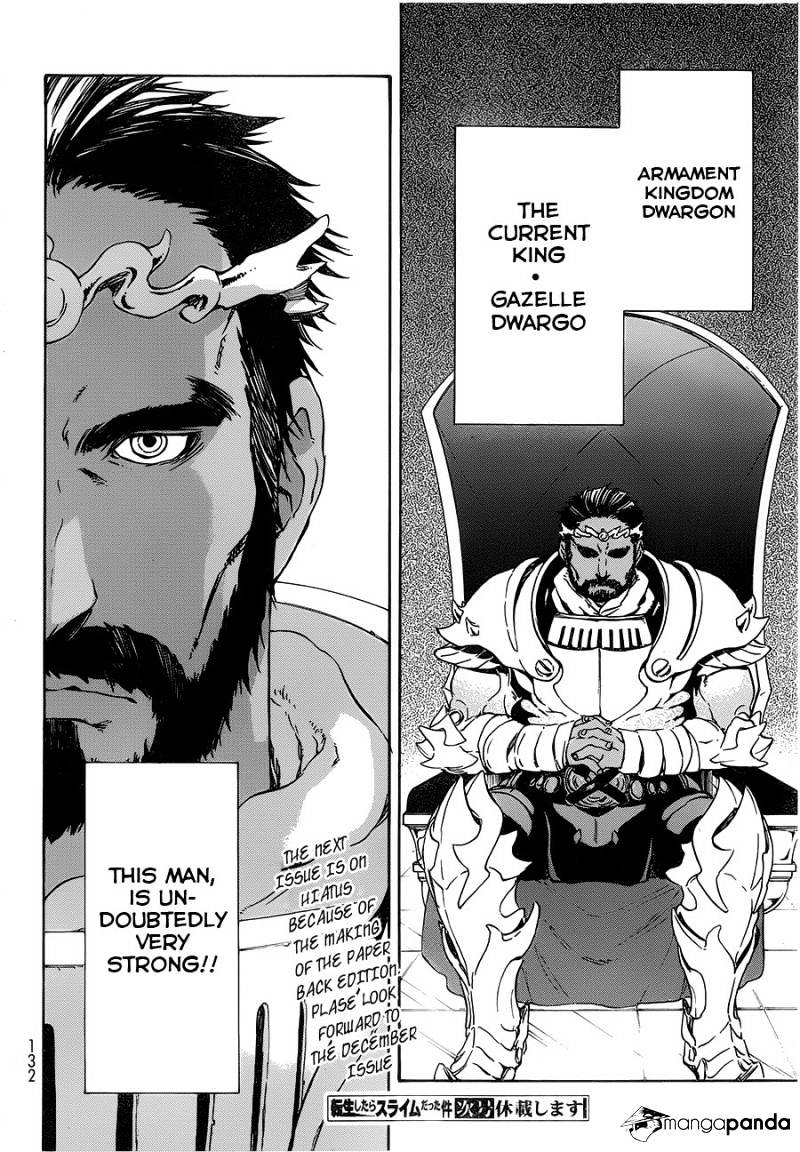 ARMAMENT
KINGDOM
DWARGON
THE
CURRENT
KING
•
GAZELLE
DWARGO
THIS MAN,
IS UN-
DOUBTEDLY
VERY
STRONG!!
THE NEXT
ISSUE IS ON
HIATUS
BECAUSE OF
THE MAKING
OF THE PAPER
BACK EDITION.
PLASE LOOK
FORWARD TO
THE DECEMBER
ISSUE
132
転生したらスライムだった件 次号休載します
mangapanda